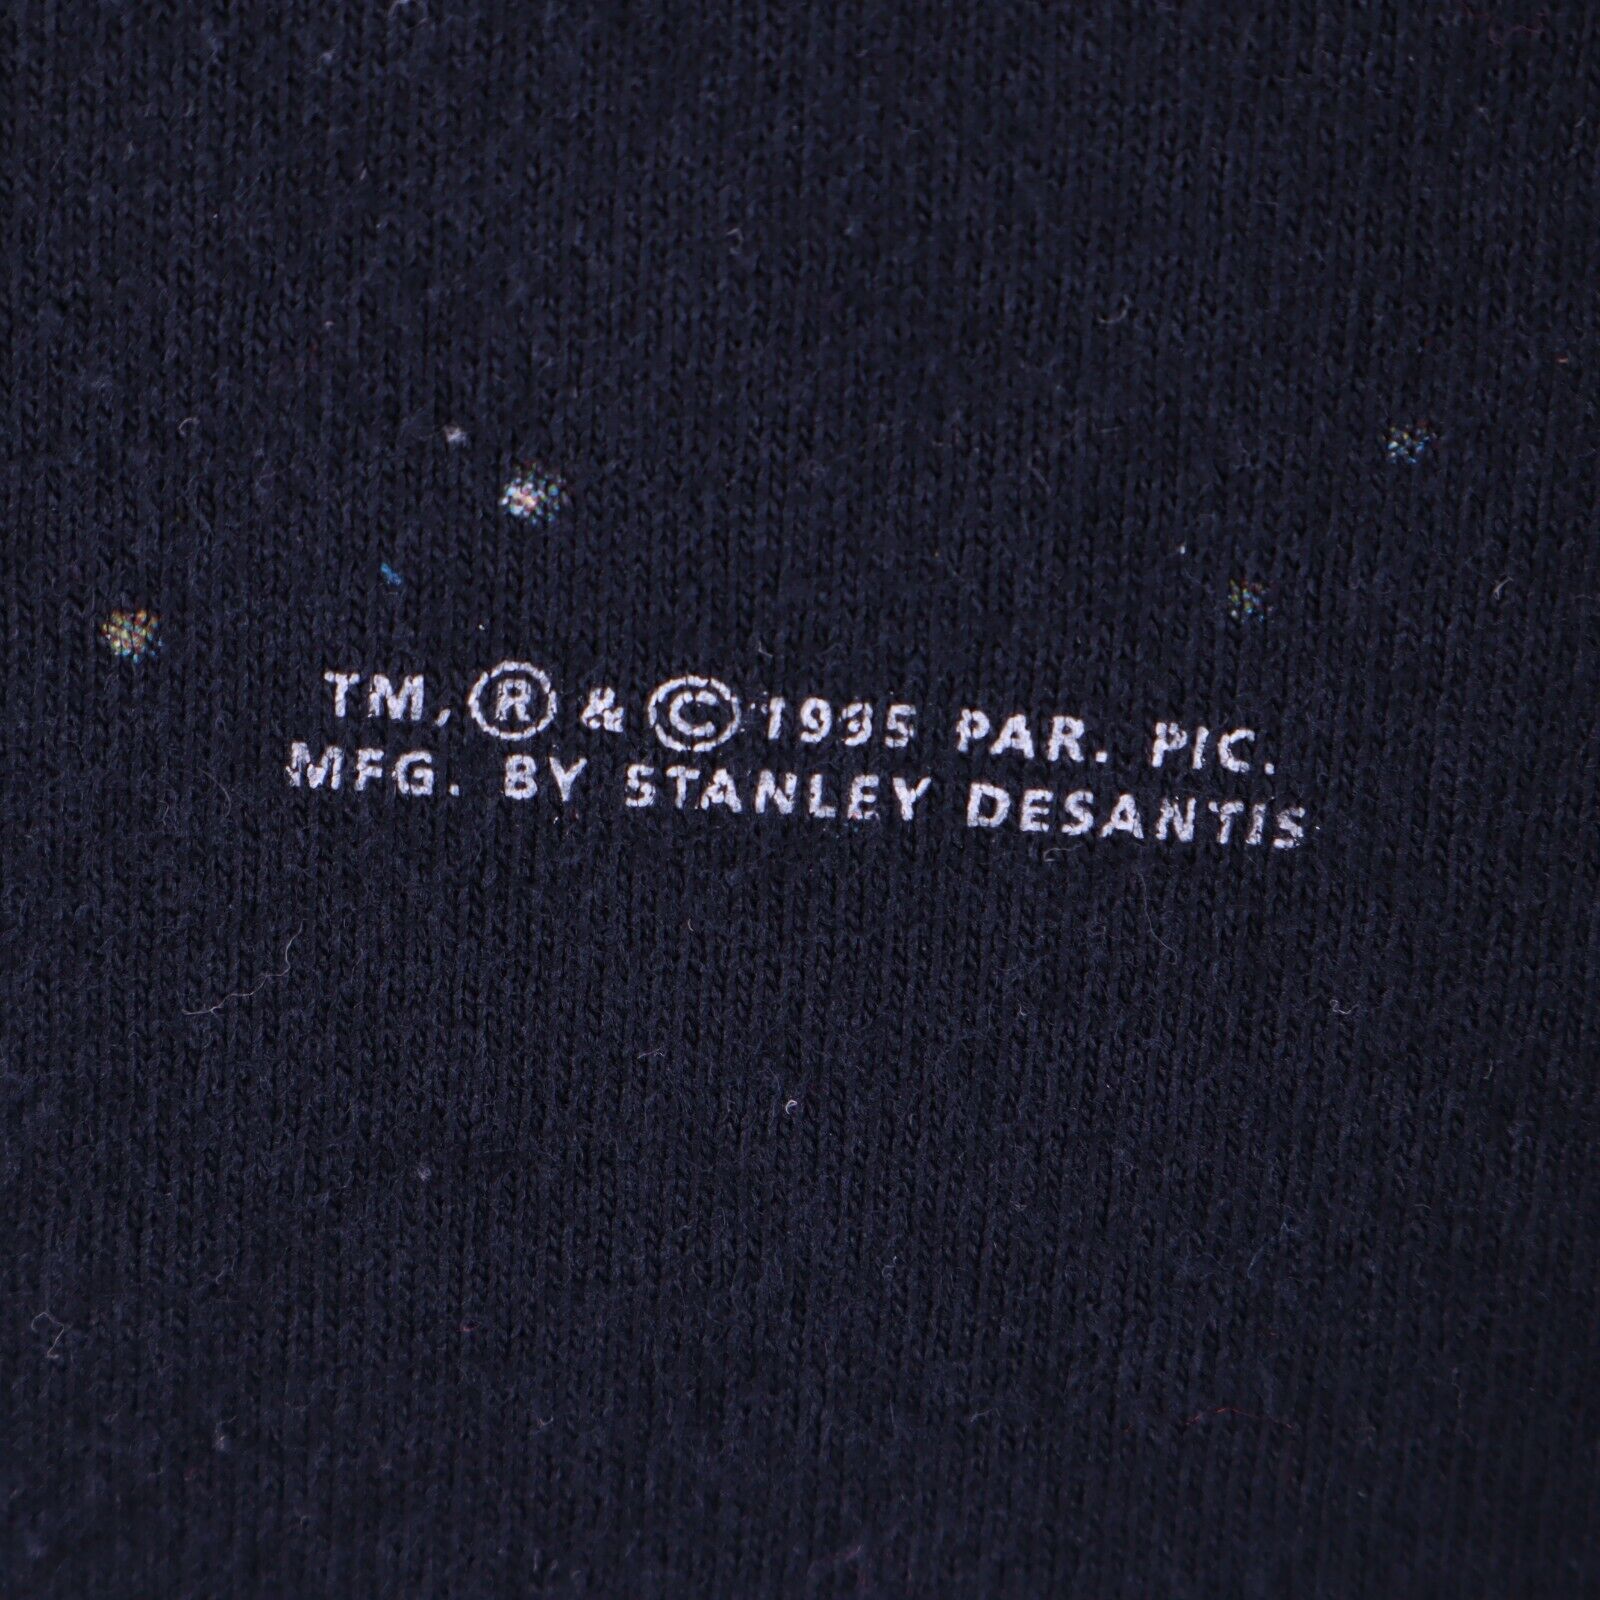 TM, ® & © 1995 PAR. PIC.
MFG. BY STANLEY DESANTIS